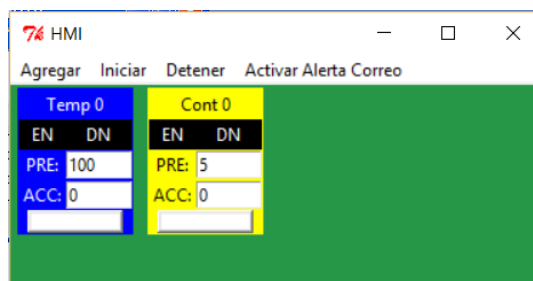 HMI
Agregar Iniciar Detener Activar Alerta Correo
Temp 0 Cont 0
EN DN EN DN
PRE: 100 PRE: 5
ACC: 0 ACC: 0